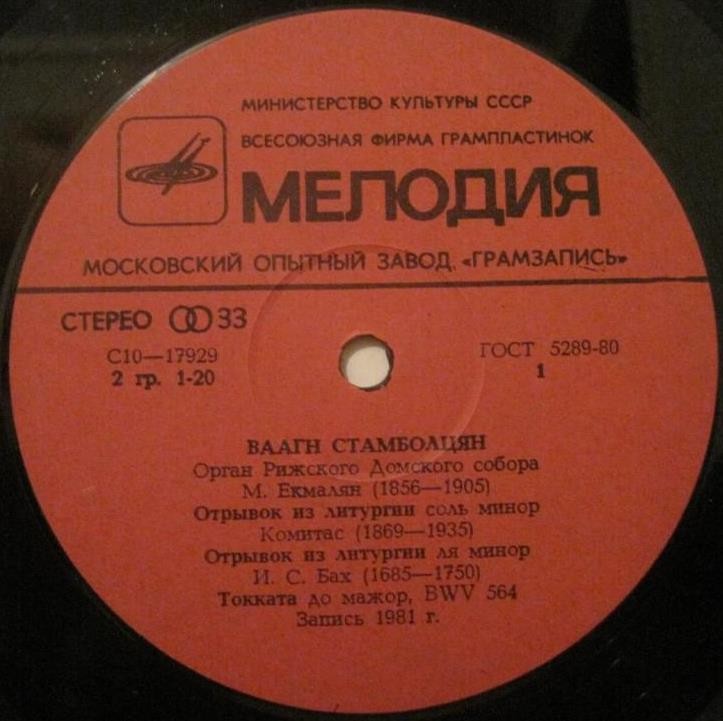 МИНИСТЕРСТВО КУЛЬТУРЫ СССР
ВСЕСОЮЗНАЯ ФИРМА ГРАМПЛАСТИНОК
МЕЛОДИЯ
МОСКОВСКИЙ ОПЫТНЫЙ ЗАВОД „ГРАМЗАПИСЬ"
СТЕРЕО 33
С10—17929
2 гр. 1-20
ГОСТ 5289-80
1
ВААГН СТАМБОЛЦЯН
Орган Рижского Домского собора
М. Екмалян (1856—1905)
Отрывок из литургии соль минор
Комитас (1869—1935)
Отрывок из литургии ля минор
И. С. Бах (1685—1750)
Токката до мажор, BWV 564
Запись 1981 г.